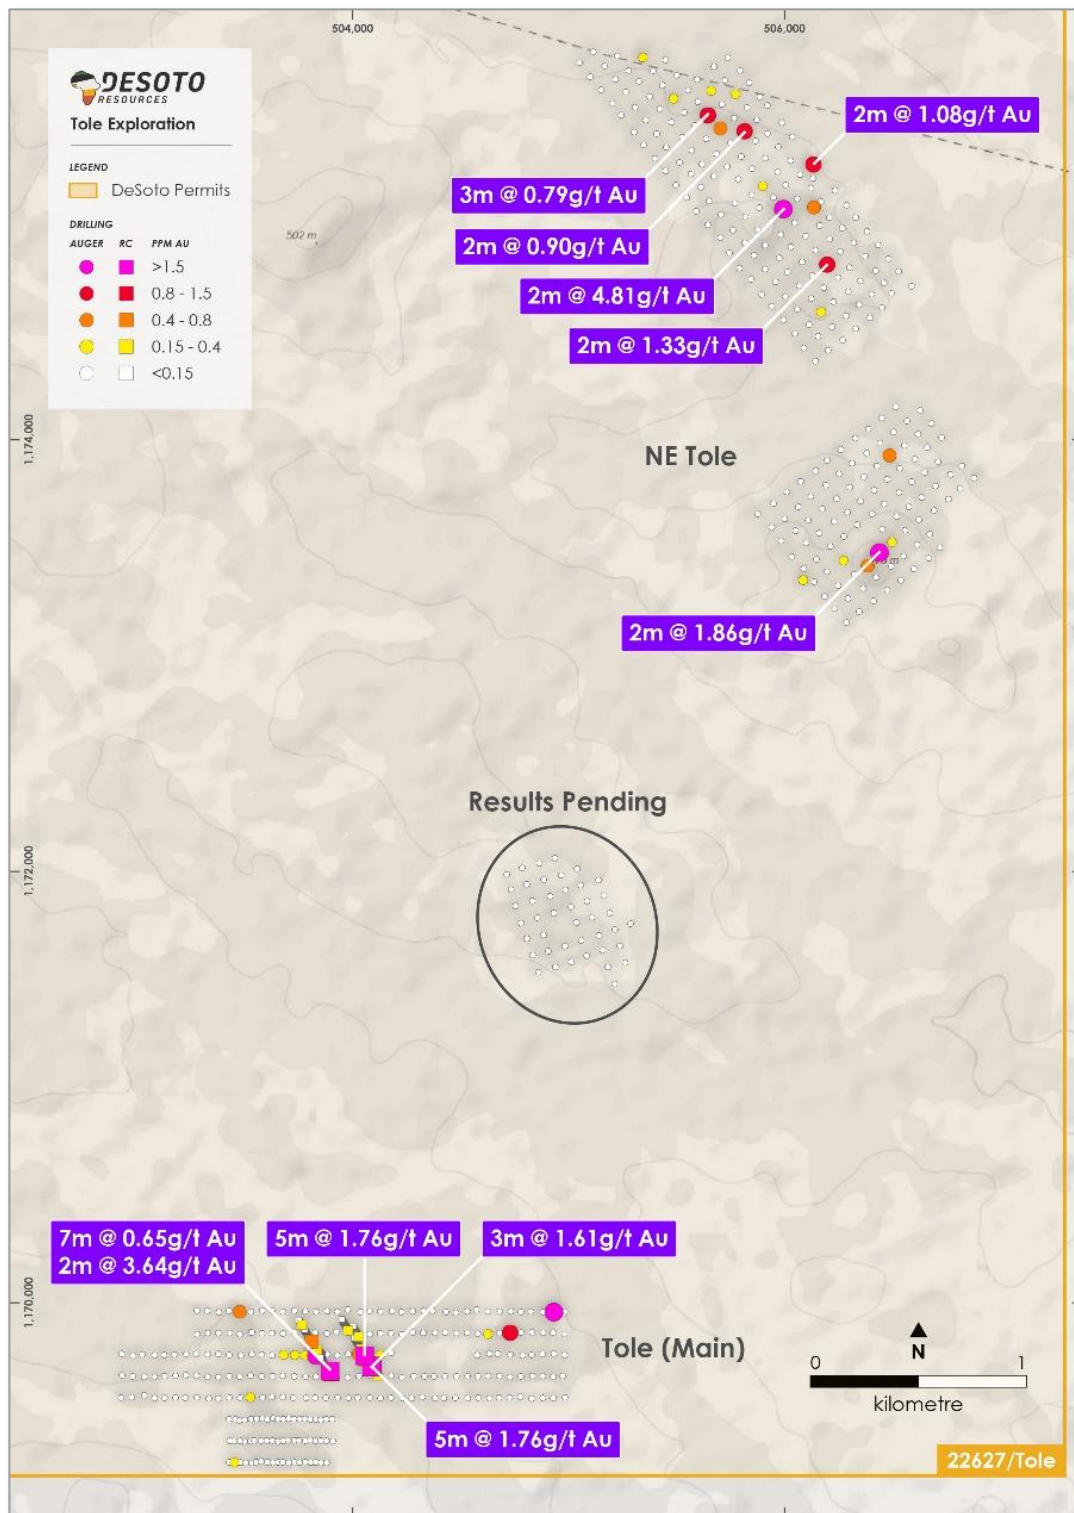 504,000
506,000
DESOTO
RESOURCES
Tole Exploration
LEGEND
DeSoto Permits
DRILLING
AUGER RC PPM AU
>1.5
0.8 - 1.5
0.4 - 0.8
0.15 - 0.4
<0.15
502 m
2m @ 1.08g/t Au
3m @ 0.79g/t Au
2m @ 0.90g/t Au
2m @ 4.81g/t Au
2m @ 1.33g/t Au
1,174,000
NE Tole
2m @ 1.86g/t Au
Results Pending
1,172,000
7m @ 0.65g/t Au
2m @ 3.64g/t Au
5m @ 1.76g/t Au
3m @ 1.61g/t Au
1,170,000
Tole (Main)
N
0 1
kilometre
5m @ 1.76g/t Au
22627/Tole